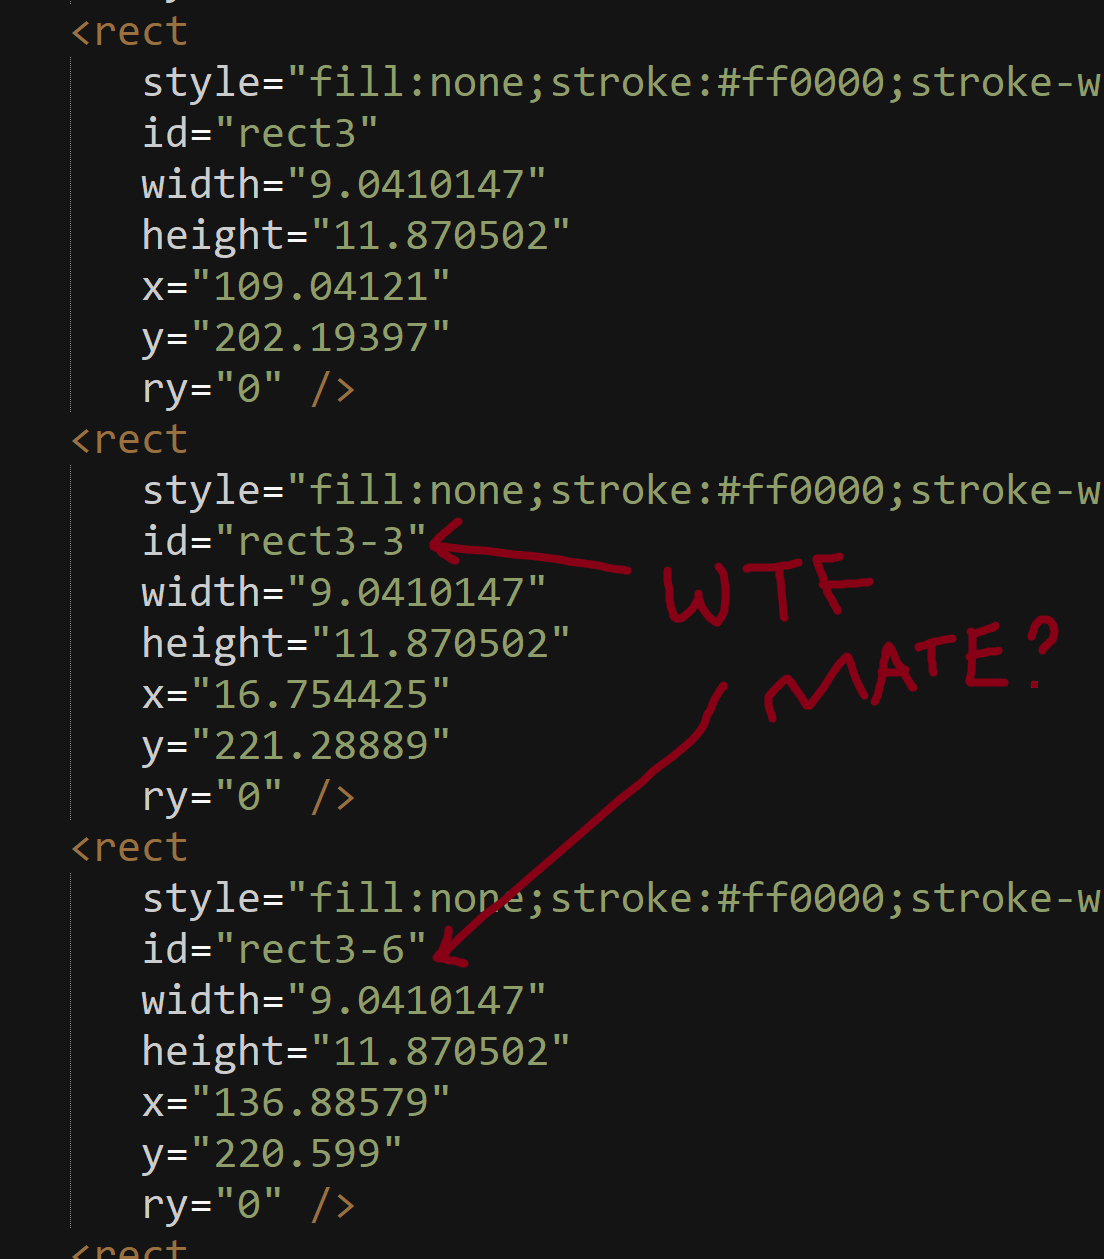 <rect
style="fill:none;stroke:#ff0000;stroke-w
id="rect3"
width="9.0410147"
height="11.870502"
x="109.04121"
y="202.19397"
ry="0" />
<rect
style="fill:none;stroke:#ff0000;stroke-w
id="rect3-3"
WTF
width="9.0410147"
height="11.870502"
MATE?
x="16.754425"
y="221.28889"
ry="0" />
<rect
style="fill:none;stroke:#ff0000;stroke-w
id="rect3-6"
width="9.0410147"
height="11.870502"
x="136.88579"
y="220.599"
ry="0" />
<rect